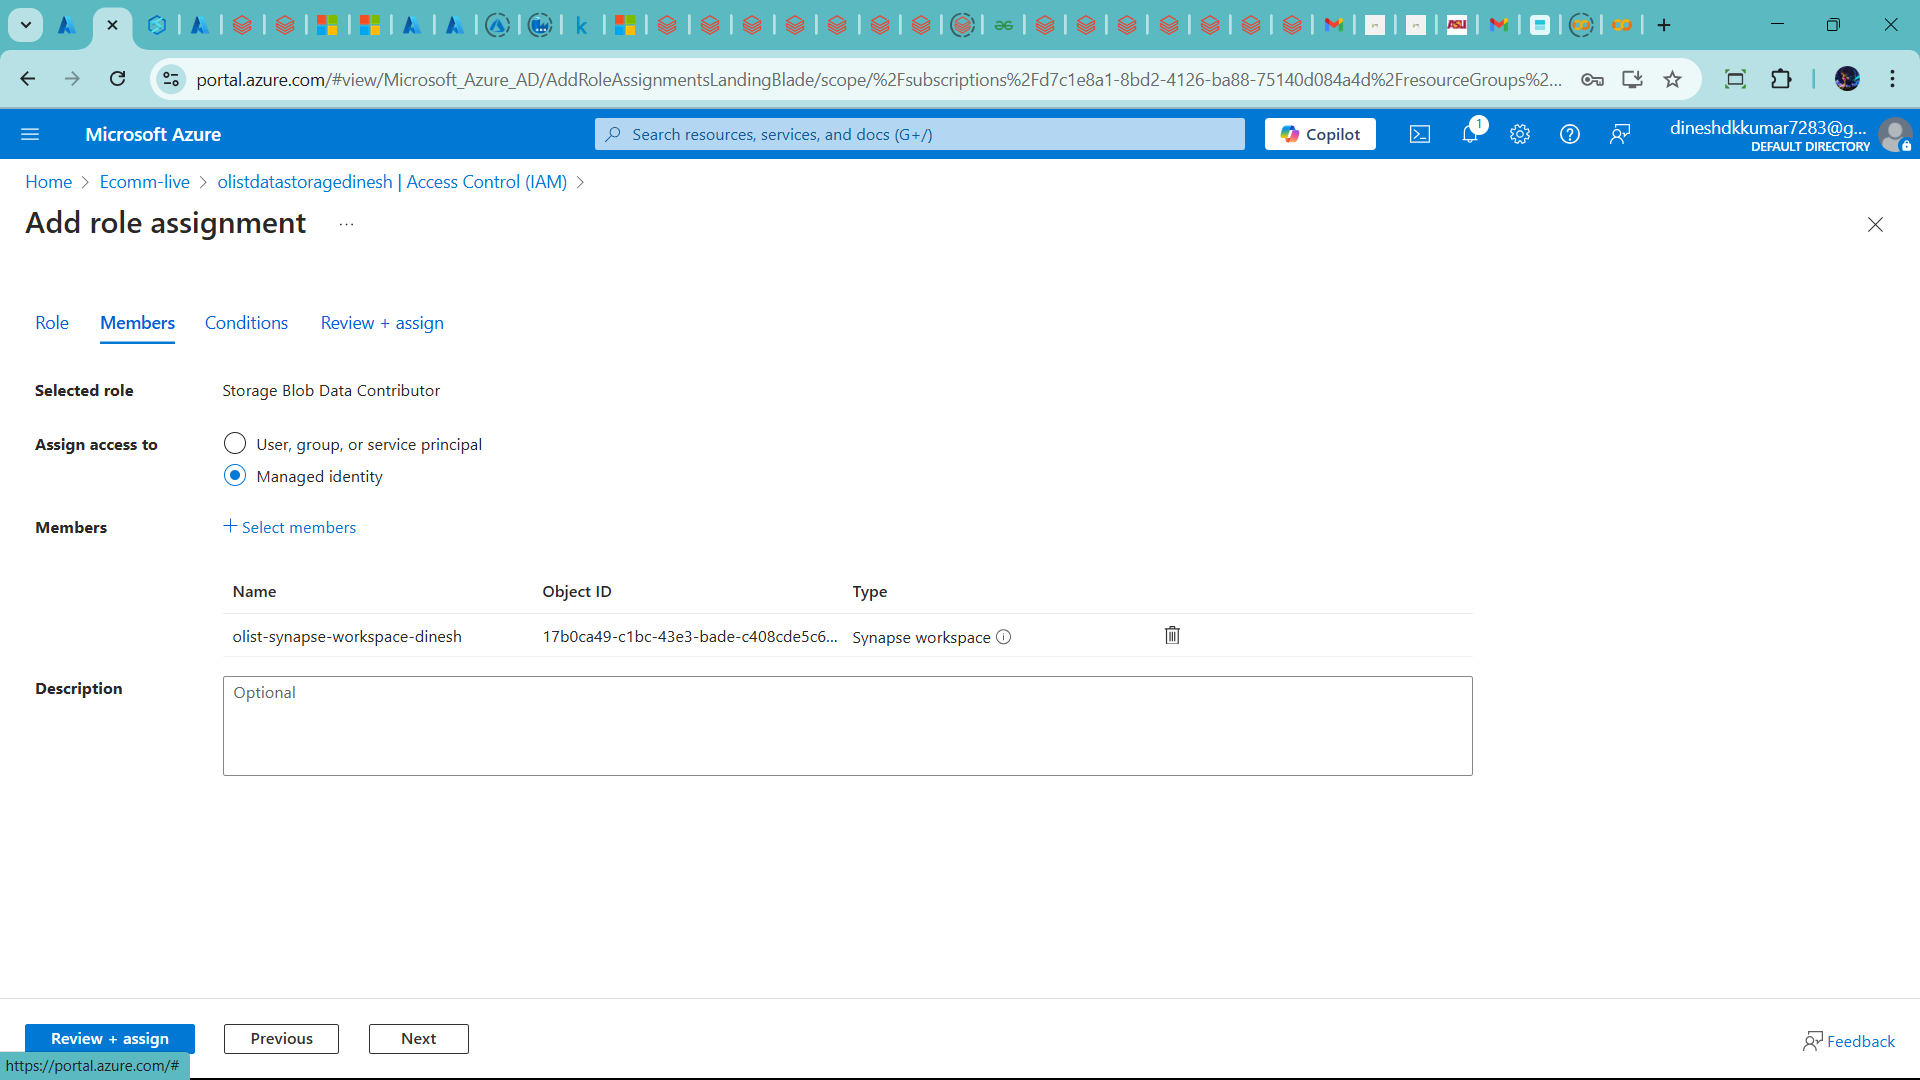 portal.azure.com/#view/Microsoft_Azure_AD/AddRoleAssignmentsLandingBlade/scope/%2Fsubscriptions%2Fd7c1e8a1-8bd2-4126-ba88-75140d084a4d%2FresourceGroups%2...
Microsoft Azure
Search resources, services, and docs (G+/)
Copilot
1
dineshdkkumar7283@g...
DEFAULT DIRECTORY
Home > Ecomm-live > olistdatastoragedinesh | Access Control (IAM) >
Add role assignment ...
Role Members Conditions Review + assign
Selected role Storage Blob Data Contributor
Assign access to User, group, or service principal
Managed identity
Members + Select members
Name Object ID Type
olist-synapse-workspace-dinesh 17b0ca49-c1bc-43e3-bade-c408cde5c6... Synapse workspace
Description Optional
Review + assign Previous Next
Feedback
https://portal.azure.com/#